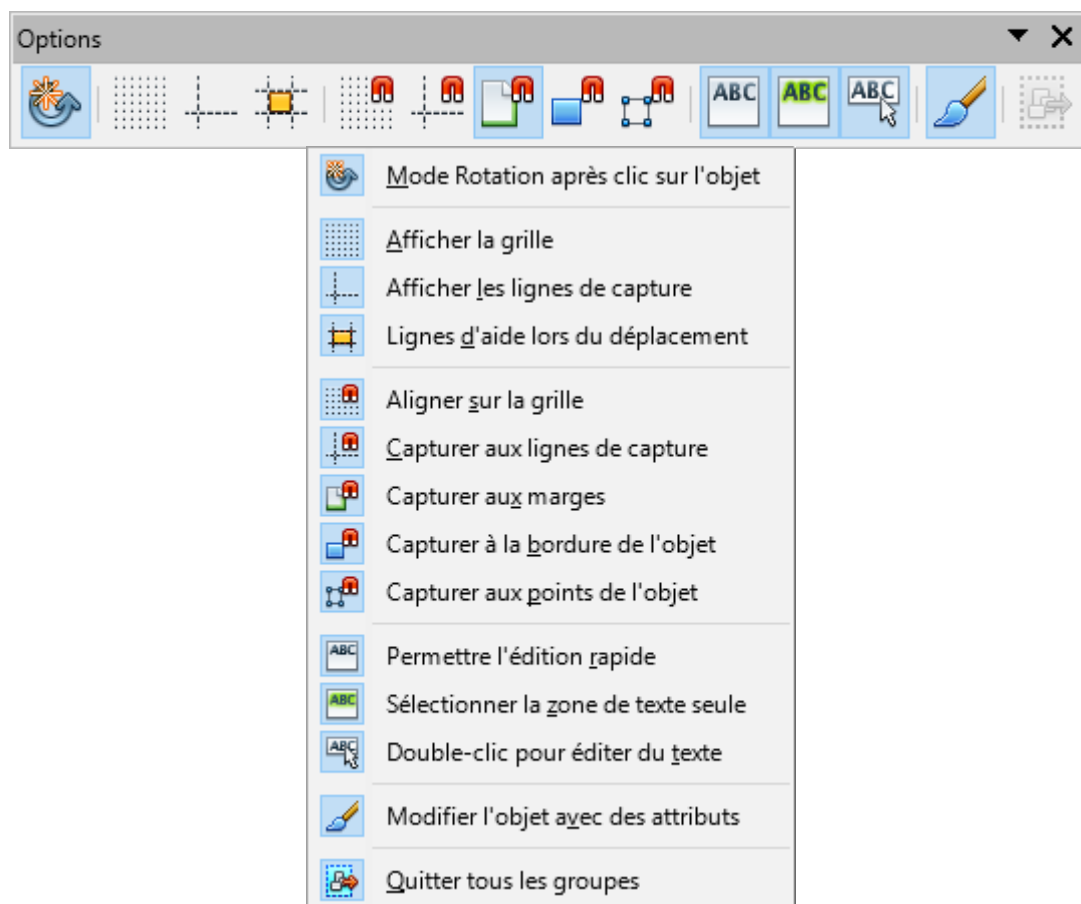 Options
ABC ABC ABC
Mode Rotation après clic sur l'objet
Afficher la grille
Afficher les lignes de capture
Lignes d'aide lors du déplacement
Aligner sur la grille
Capturer aux lignes de capture
Capturer aux marges
Capturer à la bordure de l'objet
Capturer aux points de l'objet
ABC Permettre l'édition rapide
ABC Sélectionner la zone de texte seule
ABC Double-clic pour éditer du texte
Modifier l'objet avec des attributs
Quitter tous les groupes